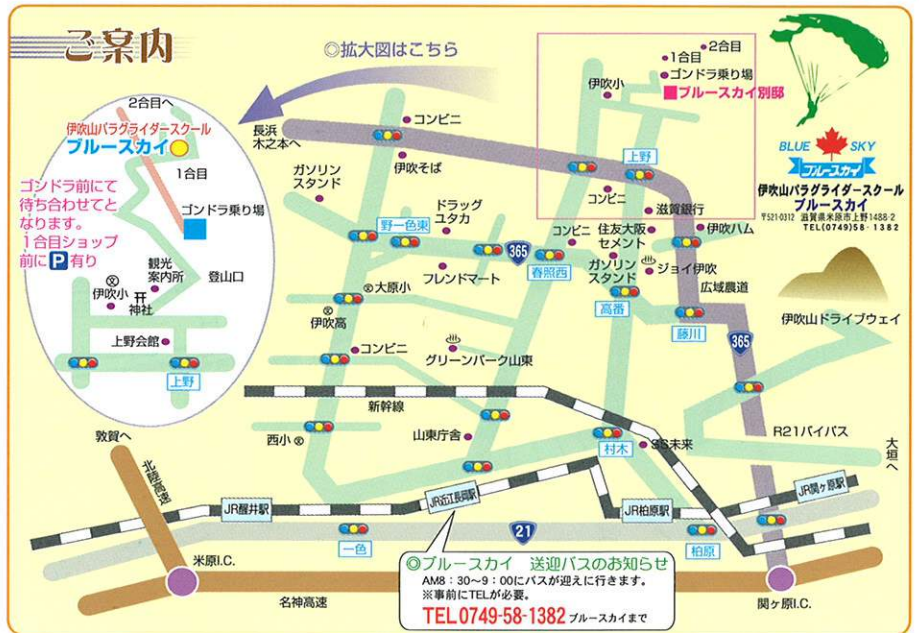 ご案内
◎拡大図はこちら
2合目へ
伊吹山パラグライダースクール
ブルースカイ
1合目
ゴンドラ前にて
待ち合わせてと
なります。
1合目ショップ
前にP有り
ゴンドラ乗り場
観光
案内所
登山口
伊吹小
神社
上野会館
上野
長浜
木之本へ
コンビニ
伊吹そば
ガソリン
スタンド
野一色東
ドラッグ
ユタカ
フレンドマート
365
春照西
コンビニ
住友大阪
セメント
ガソリン
スタンド
高番
2合目
1合目
ゴンドラ乗り場
ブルースカイ別邸
伊吹小
上野
コンビニ
滋賀銀行
伊吹ハム
ジョイ伊吹
広域農道
藤川
365
BLUE SKY
ブルースカイ
伊吹山パラグライダースクール
ブルースカイ
〒521-0312 滋賀県米原市上野1488-2
TEL(0749)58-1382
伊吹山ドライブウェイ
大原小
伊吹高
コンビニ
グリーンパーク山東
新幹線
西小
山東庁舎
村木
SS未来
R21バイパス
大垣へ
敦賀へ
北陸高速
JR醒井駅
JR近江長岡駅
JR柏原駅
JR関ヶ原駅
一色
21
柏原
米原I.C.
名神高速
関ヶ原I.C.
◎ブルースカイ 送迎バスのお知らせ
AM8:30～9:00にバスが迎えに行きます。
※事前にTELが必要。
TEL.0749-58-1382 ブルースカイまで